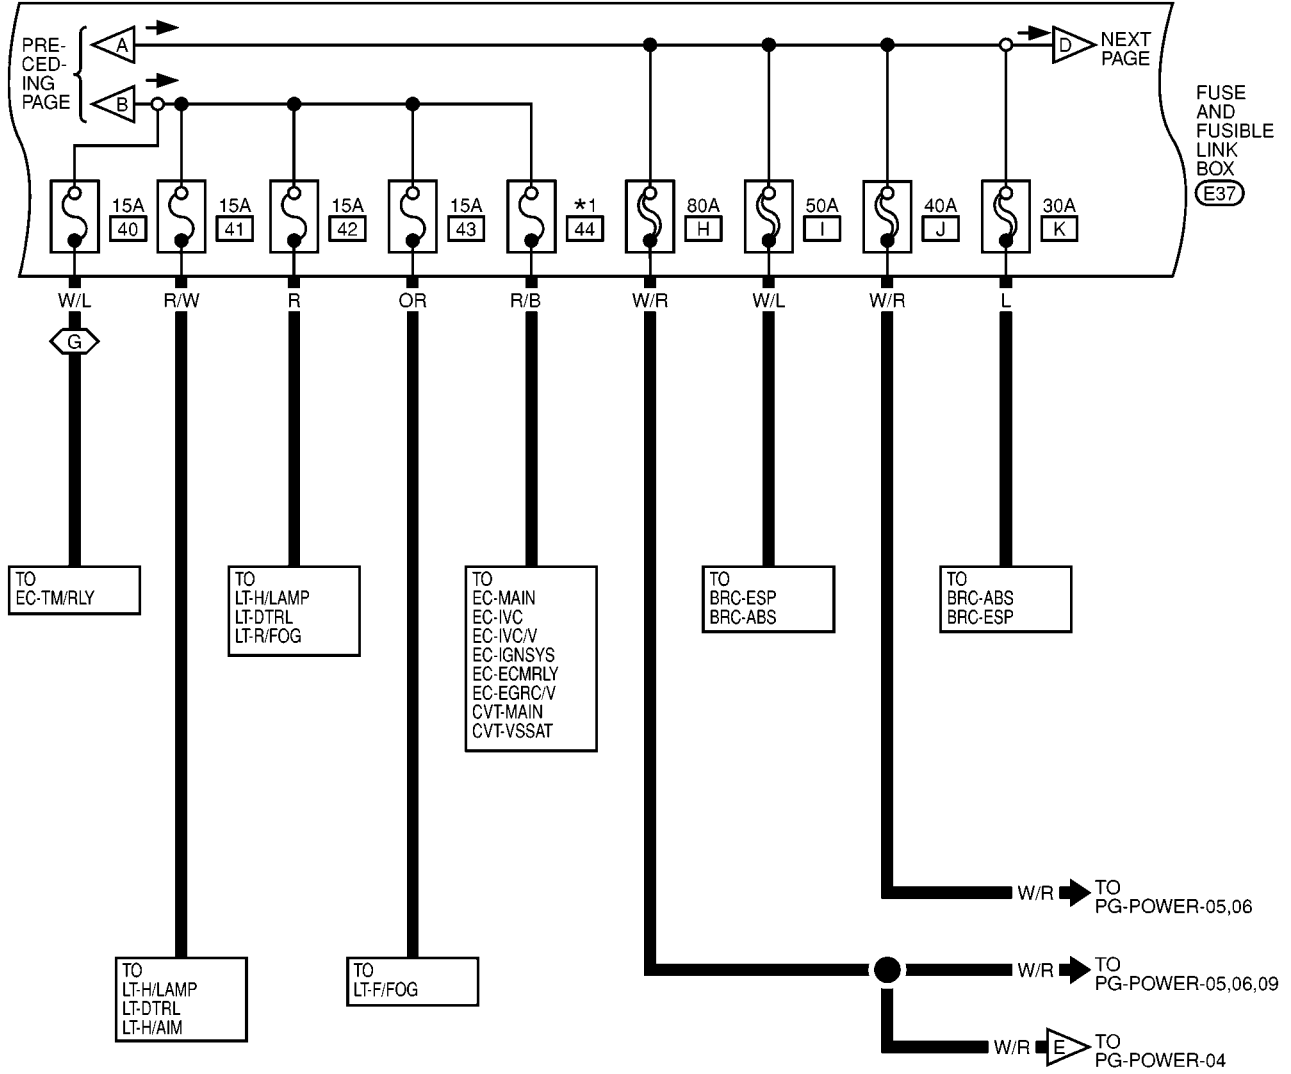 PRE-
CED-
ING
PAGE
A
B
D
NEXT
PAGE
FUSE
AND
FUSIBLE
LINK
BOX
E37
15A
40
15A
41
15A
42
15A
43
*1
44
80A
H
50A
I
40A
J
30A
K
W/L
R/W
R
OR
R/B
W/R
W/L
W/R
L
G
TO
EC-TM/RLY
TO
LT-H/LAMP
LT-DTRL
LT-R/FOG
TO
EC-MAIN
EC-IVC
EC-IVC/V
EC-IGNSYS
EC-ECMRLY
EC-EGRC/V
CVT-MAIN
CVT-VSSAT
TO
BRC-ESP
BRC-ABS
TO
BRC-ABS
BRC-ESP
W/R
TO
PG-POWER-05,06
TO
LT-H/LAMP
LT-DTRL
LT-H/AIM
TO
LT-F/FOG
W/R
TO
PG-POWER-05,06,09
W/R
E
TO
PG-POWER-04